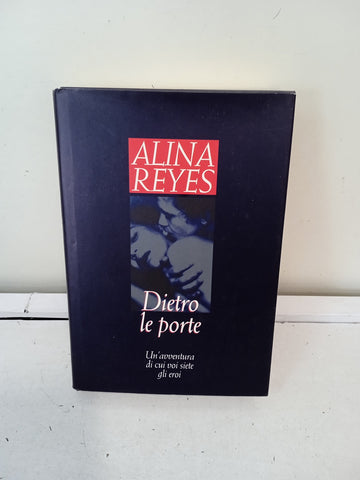 ALINA
REYES
Dietro
le porte
Un'avventura
di cui voi siete
gli eroi